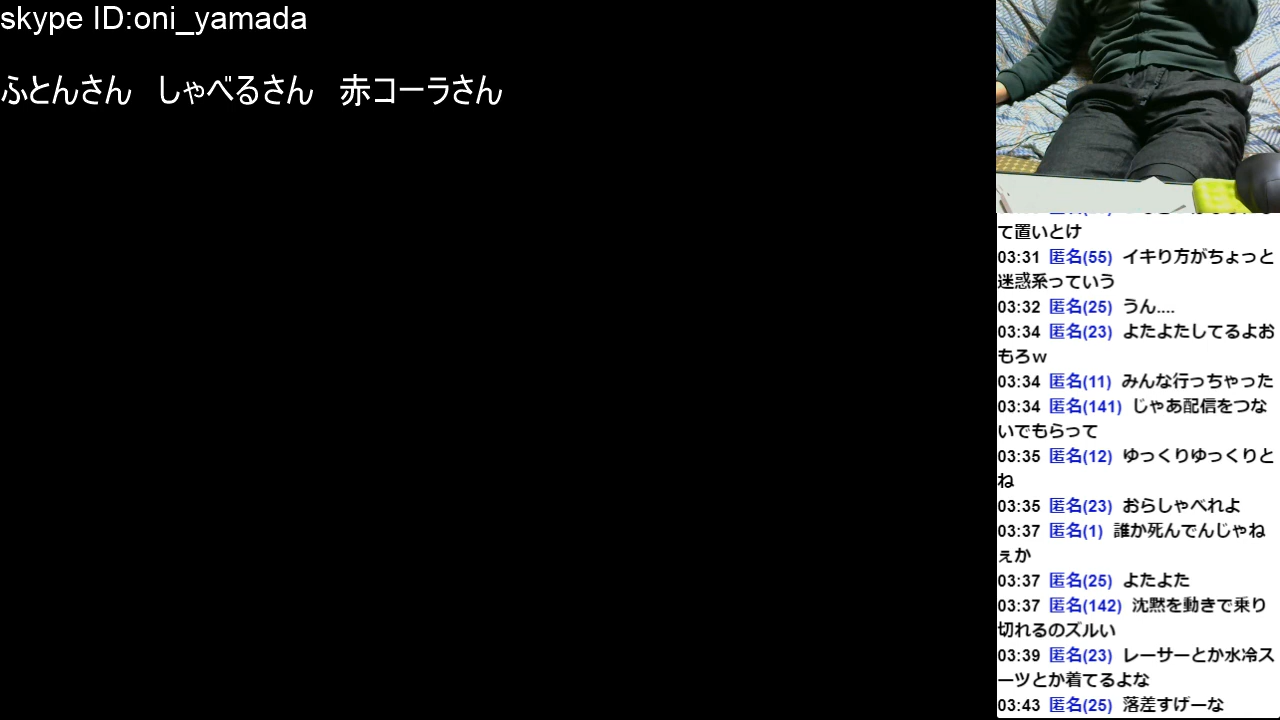 skype ID:oni_yamada
ふとんさん　しゃべるさん　赤コーラさん
て置いとけ
03:31 匿名(55) イキり方がちょっと
迷惑系っていう
03:32 匿名(25) うん....
03:34 匿名(23) よたよたしてるよお
もろｗ
03:34 匿名(11) みんな行っちゃった
03:34 匿名(141) じゃあ配信をつな
いでもらって
03:35 匿名(12) ゆっくりゆっくりと
ね
03:35 匿名(23) おらしゃべれよ
03:37 匿名(1) 誰か死んでんじゃね
ぇか
03:37 匿名(25) よたよた
03:37 匿名(142) 沈黙を動きで乗り
切れるのズルい
03:39 匿名(23) レーサーとか水冷ス
ーツとか着てるよな
03:43 匿名(25) 落差すげーな